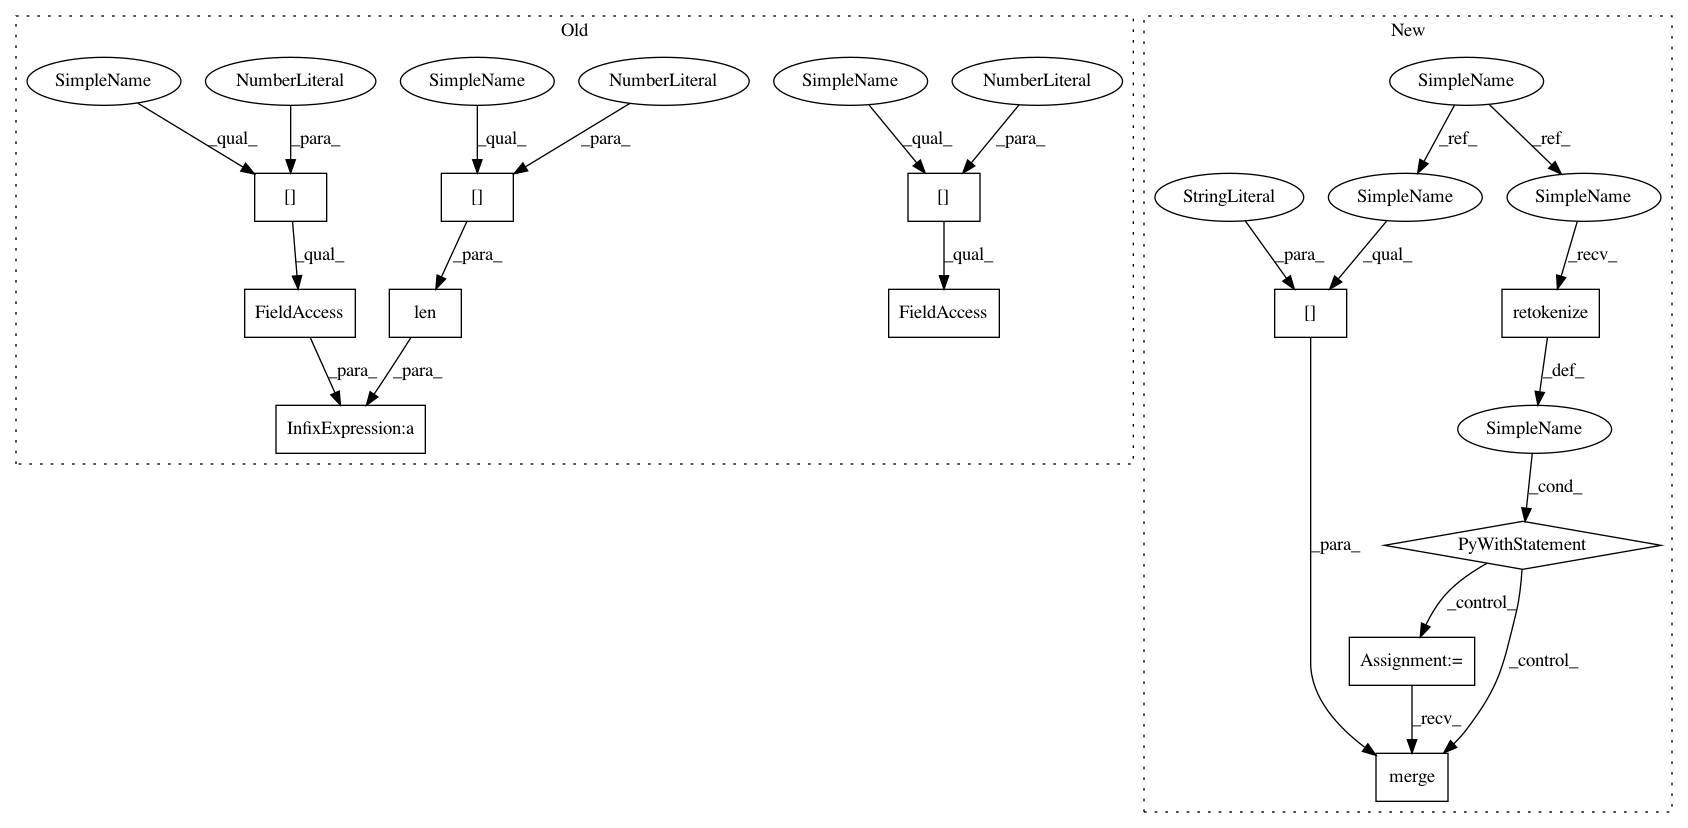 Old
New
SimpleName NumberLiteral SimpleName NumberLiteral SimpleName NumberLiteral SimpleName
_qual_ _para_ _qual_ _para_ _qual_ _para_ _ref_ _ref_
[] [] [] StringLiteral SimpleName SimpleName
_qual_ _para_ _qual_ _para_ _qual_ _recv_
FieldAccess len FieldAccess [] retokenize
_para_ _para_ _def_
InfixExpression:a SimpleName
_cond_
_para_ PyWithStatement
_control_
Assignment:= _control_
_recv_
merge